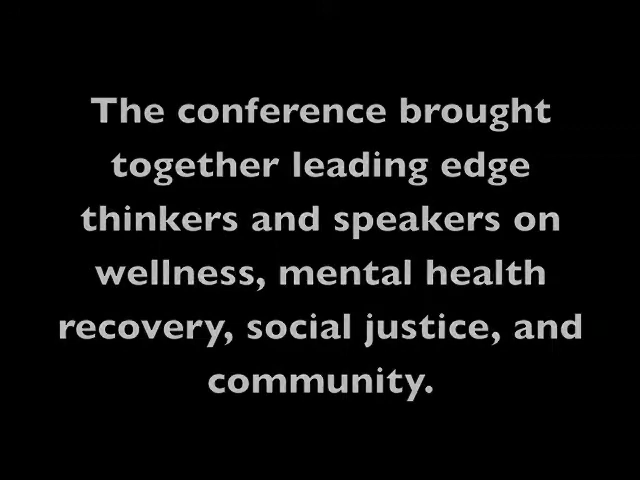 The conference brought
together leading edge
thinkers and speakers on
wellness, mental health
recovery, social justice, and
community.